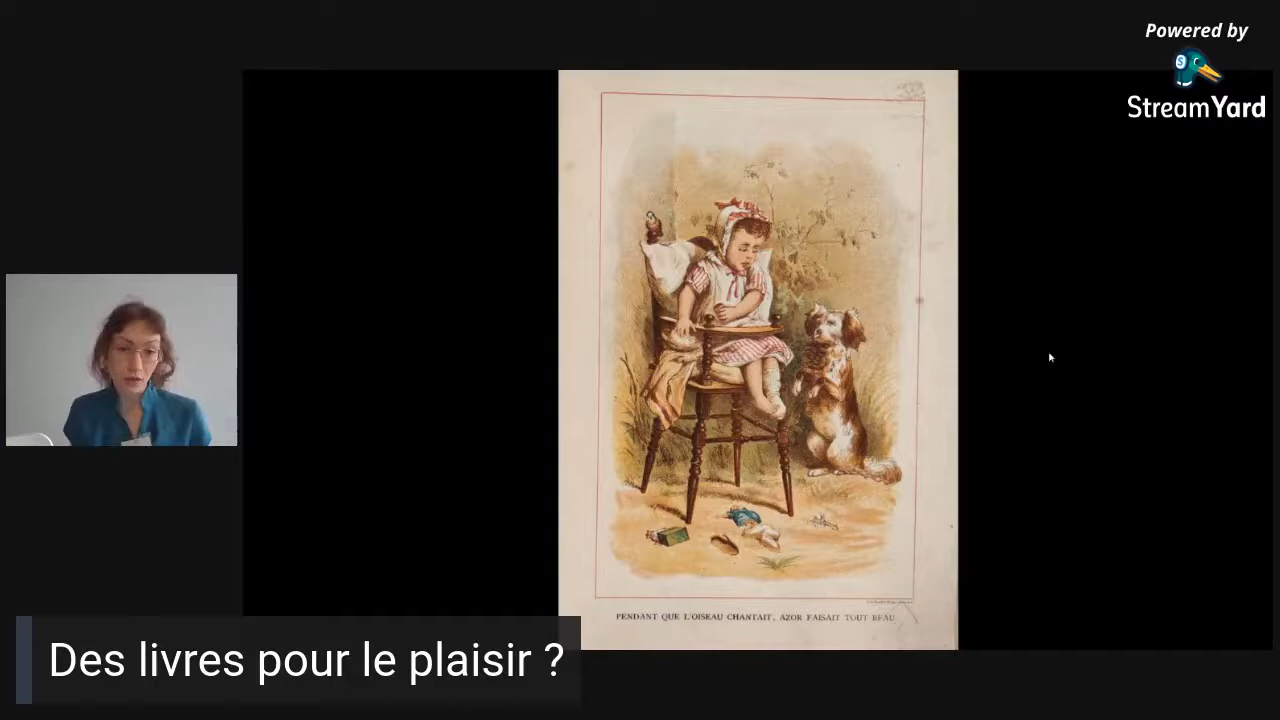 Powered by
StreamYard
PENDANT QUE L'OISEAU CHANTAIT, AZOR FAISAIT TOUT BEAU
Des livres pour le plaisir ?